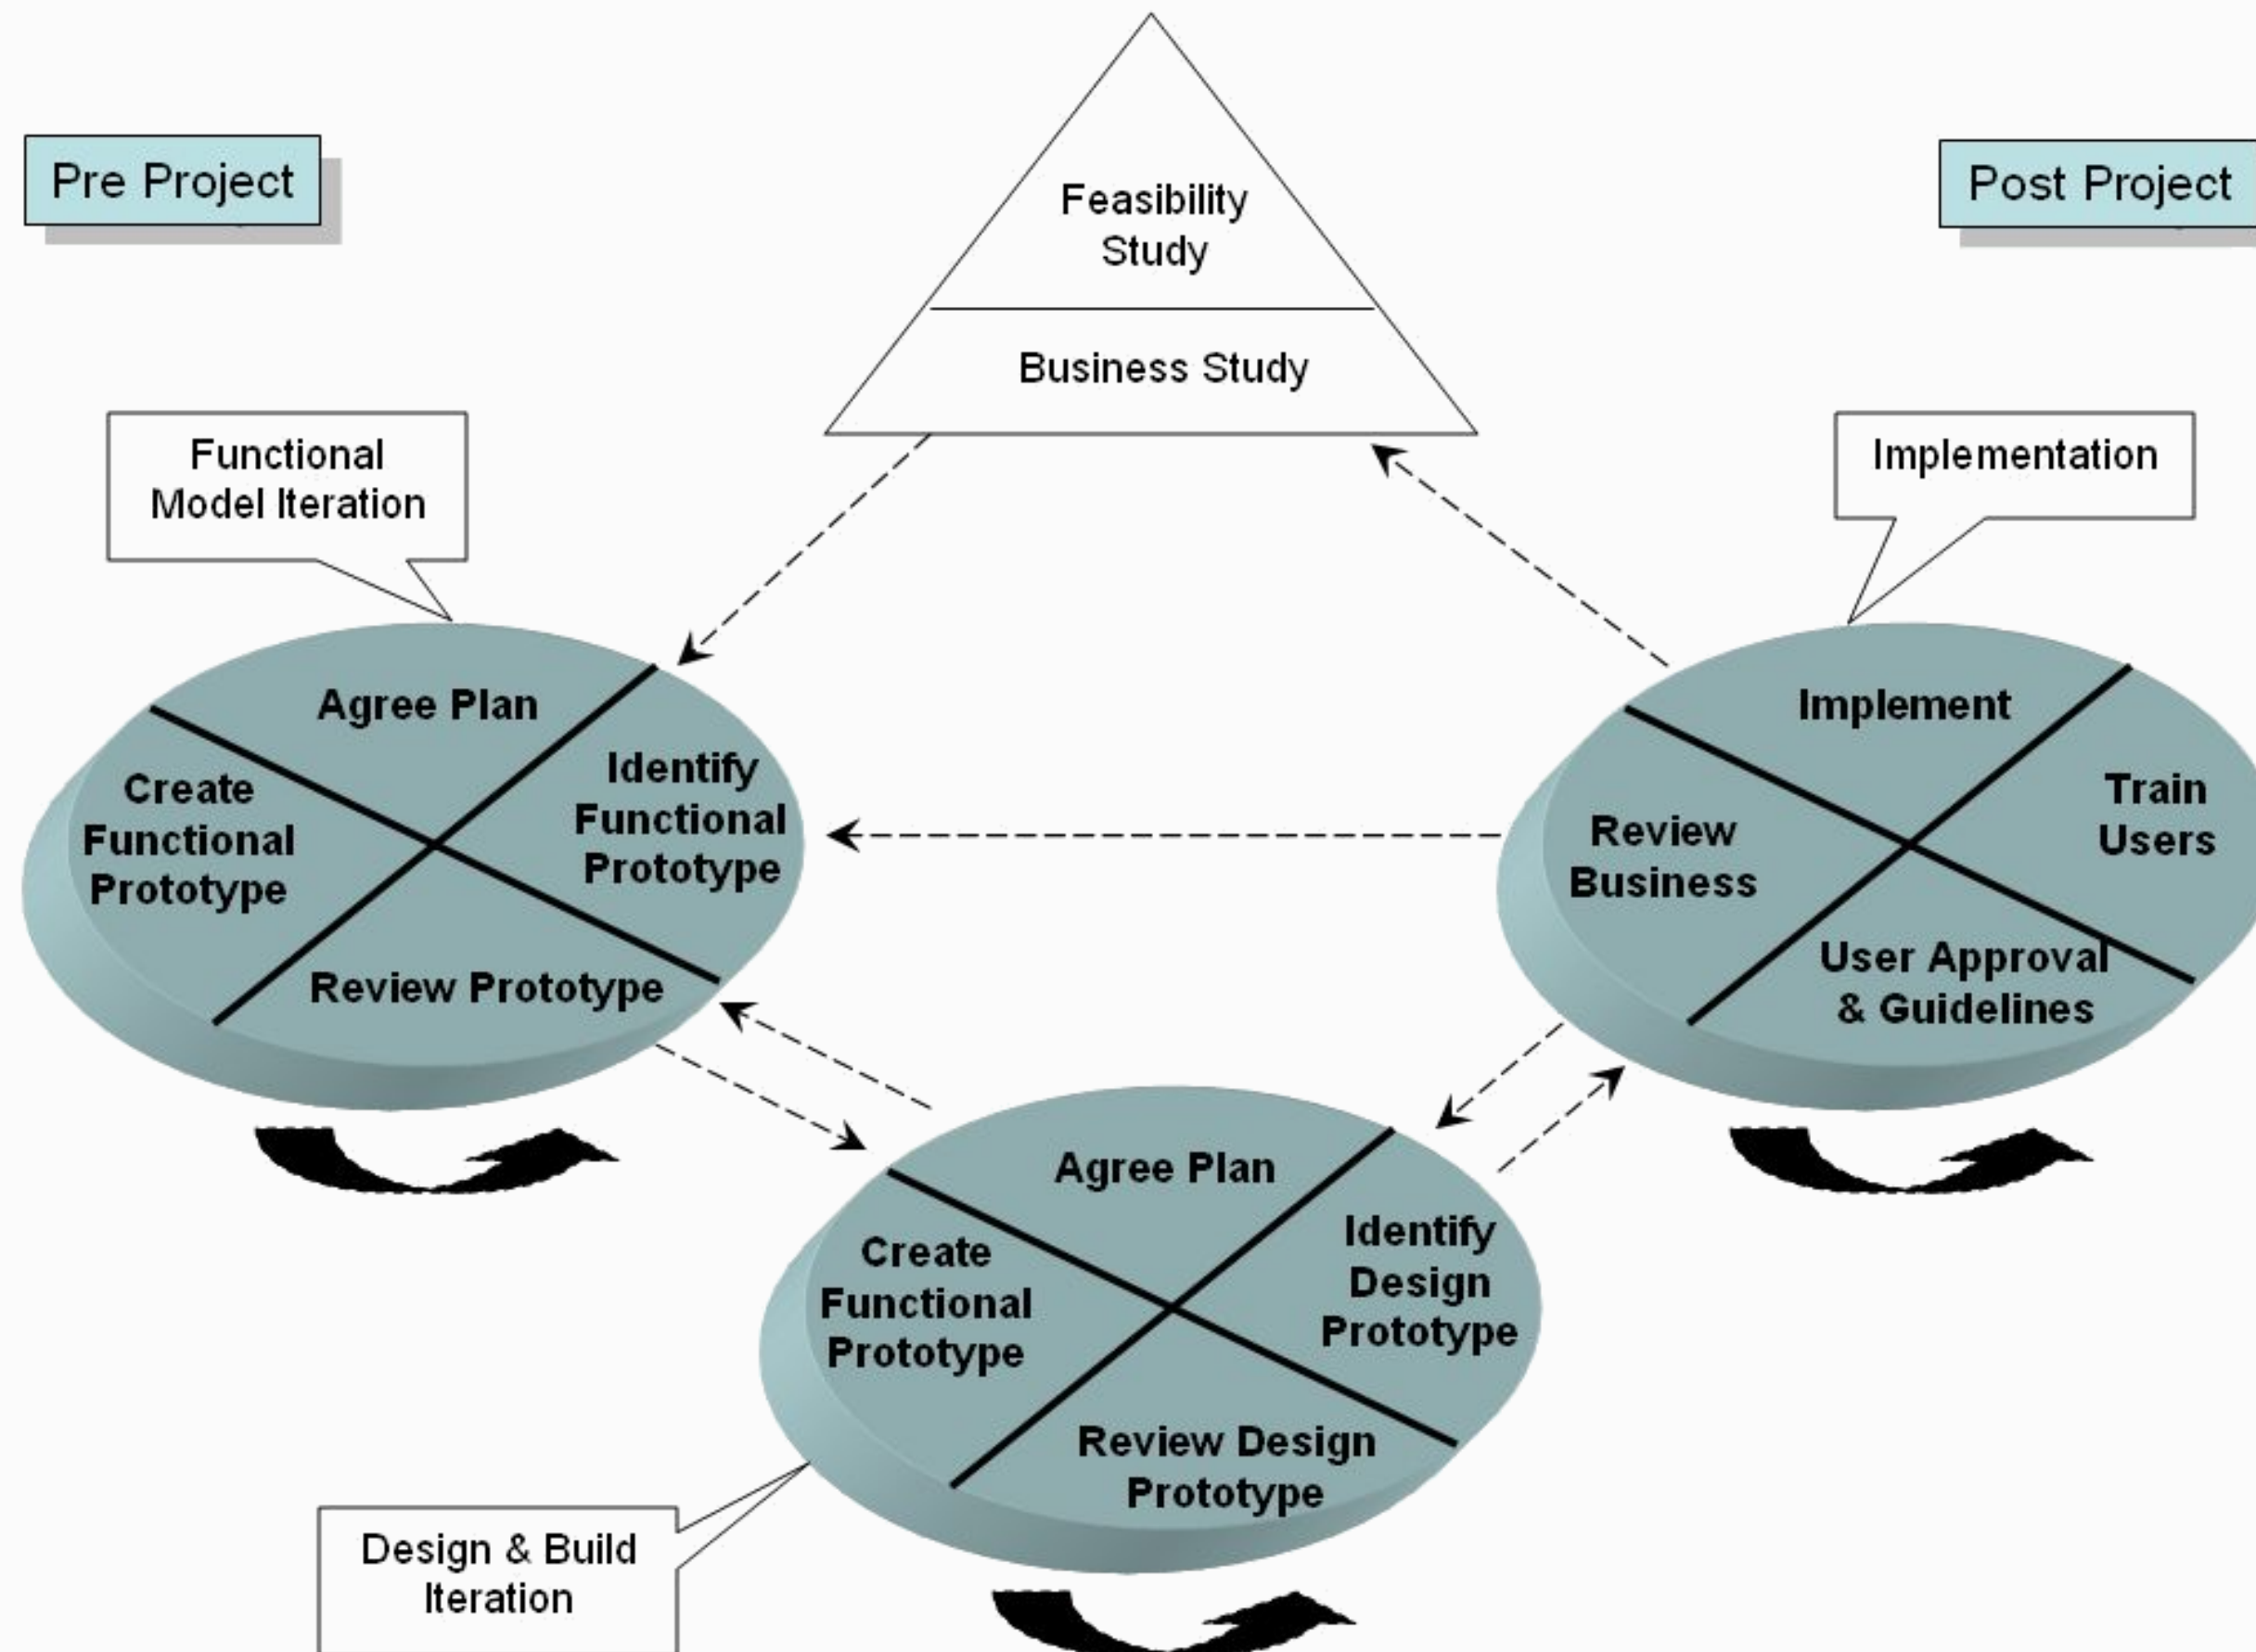 Pre Project
Post Project
Feasibility
Study
Business Study
Functional
Model Iteration
Implementation
Agree Plan
Identify
Functional
Prototype
Create
Functional
Prototype
Review Prototype
Implement
Train
Users
Review
Business
User Approval
& Guidelines
Agree Plan
Identify
Design
Prototype
Create
Functional
Prototype
Review Design
Prototype
Design & Build
Iteration